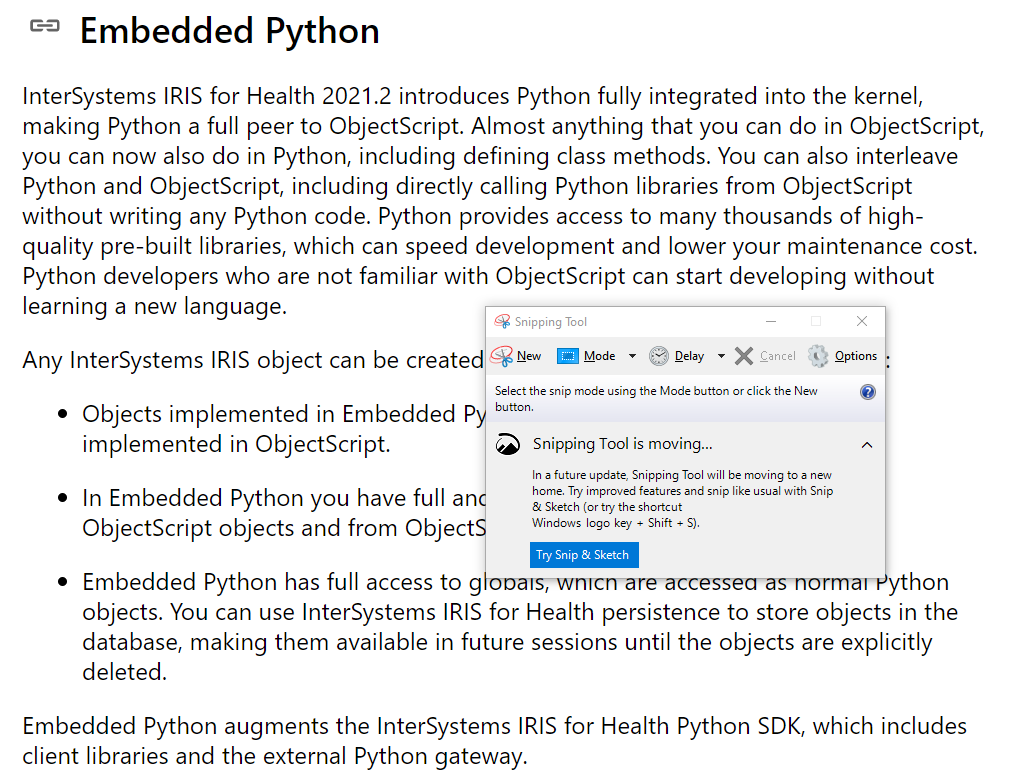 Embedded Python
InterSystems IRIS for Health 2021.2 introduces Python fully integrated into the kernel,
making Python a full peer to ObjectScript. Almost anything that you can do in ObjectScript,
you can now also do in Python, including defining class methods. You can also interleave
Python and ObjectScript, including directly calling Python libraries from ObjectScript
without writing any Python code. Python provides access to many thousands of high-
quality pre-built libraries, which can speed development and lower your maintenance cost.
Python developers who are not familiar with ObjectScript can start developing without
learning a new language.
Any InterSystems IRIS object can be created :
• Objects implemented in Embedded Py
implemented in ObjectScript.
• In Embedded Python you have full and
ObjectScript objects and from ObjectS
• Embedded Python has full access to globals, which are accessed as normal Python
objects. You can use InterSystems IRIS for Health persistence to store objects in the
database, making them available in future sessions until the objects are explicitly
deleted.
Embedded Python augments the InterSystems IRIS for Health Python SDK, which includes
client libraries and the external Python gateway.
Snipping Tool
New Mode Delay Cancel Options
Select the snip mode using the Mode button or click the New
button.
?
Snipping Tool is moving...
In a future update, Snipping Tool will be moving to a new
home. Try improved features and snip like usual with Snip
& Sketch (or try the shortcut
Windows logo key + Shift + S).
Try Snip & Sketch